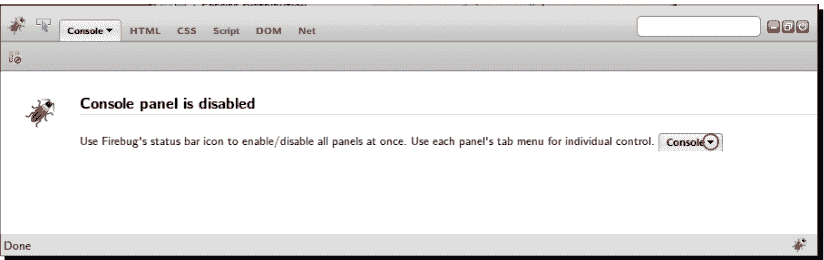 Console HTML CSS Script DOM Net
Console panel is disabled
Use Firebug's status bar icon to enable/disable all panels at once. Use each panel's tab menu for individual control. Console
Done